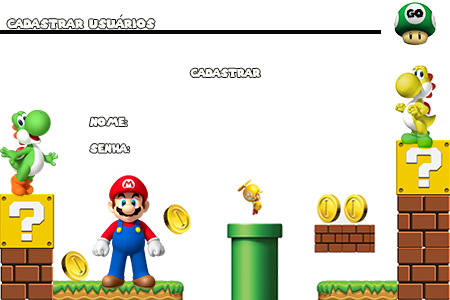 CADASTRAR USUÁRIOS
GO
CADASTRAR
NOME:
SENHA:
?
?
M